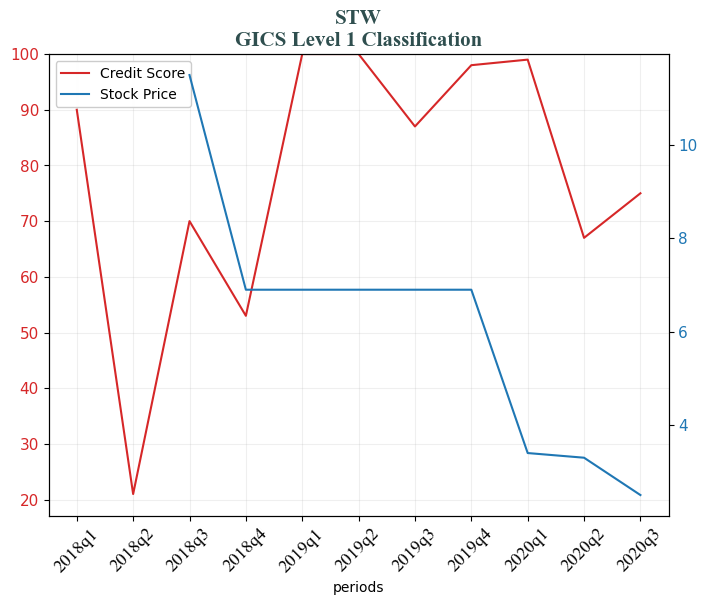 STW
GICS Level 1 Classification
Credit Score
Stock Price
100
90
80
70
60
50
40
30
20
10
8
6
4
2018q1
2018q2
2018q3
2018q4
2019q1
2019q2
2019q3
2019q4
2020q1
2020q2
2020q3
periods